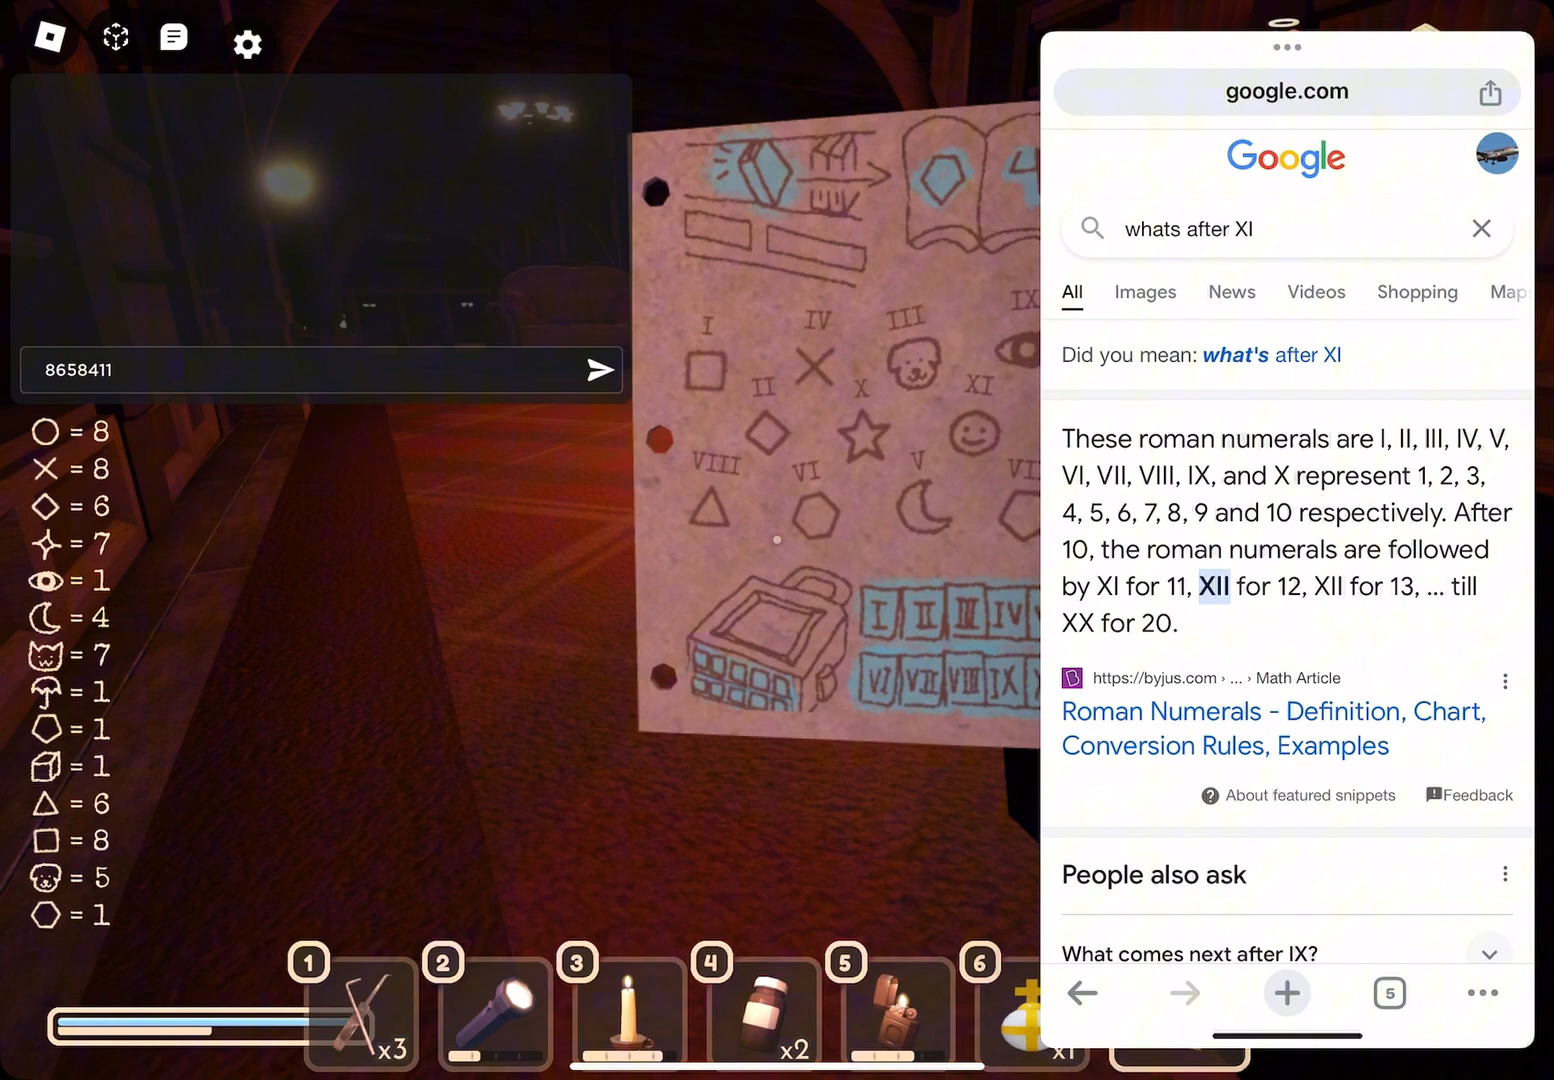 8658411
= 8
= 8
= 6
= 7
= 1
= 4
= 7
= 1
= 1
= 1
= 6
= 8
= 5
= 1
4
I IV III IX
II X XI
VIII VI V
I II III IV
VI VII VIII IX
1 2 3 4 5 6
x3 x2 x1
google.com
Google
whats after XI
All Images News Videos Shopping Map
Did you mean: what's after XI
These roman numerals are I, II, III, IV, V,
VI, VII, VIII, IX, and X represent 1, 2, 3,
4, 5, 6, 7, 8, 9 and 10 respectively. After
10, the roman numerals are followed
by XI for 11, XII for 12, XII for 13, ... till
XX for 20.
https://byjus.com › ... › Math Article
Roman Numerals - Definition, Chart,
Conversion Rules, Examples
About featured snippets Feedback
People also ask
What comes next after IX?
5